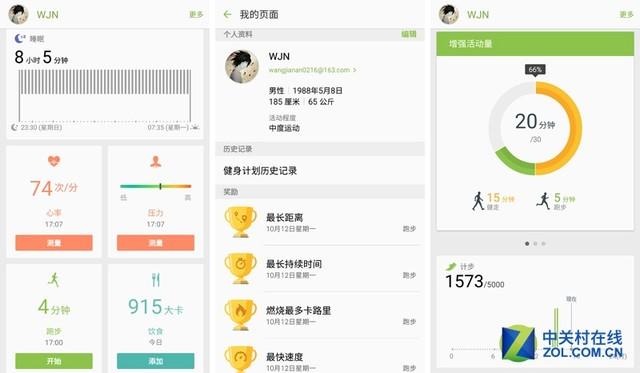 WJN
更多
睡眠
8 小时 5 分钟
23:30 (星期日)
07:35 (星期一)
74 次/分
心率
17:07
测量
低
高
压力
17:07
测量
4 分钟
跑步
17:00
开始
915 大卡
饮食
今日
添加
我的页面
个人资料
编辑
WJN
wangjianan0216@163.com
男性 | 1988年5月8日
185 厘米 | 65 公斤
活动程度
中度运动
历史记录
健身计划历史记录
奖励
最长距离
10月12日星期一
跑步
最长持续时间
10月12日星期一
跑步
燃烧最多卡路里
10月12日星期一
跑步
最快速度
10月12日星期一
跑步
WJN
更多
增强活动量
66%
20 分钟
/30
15 分钟
健走
5 分钟
跑步
计步
1573/5000
现在
0
6
中关村在线
ZOL.COM.CN